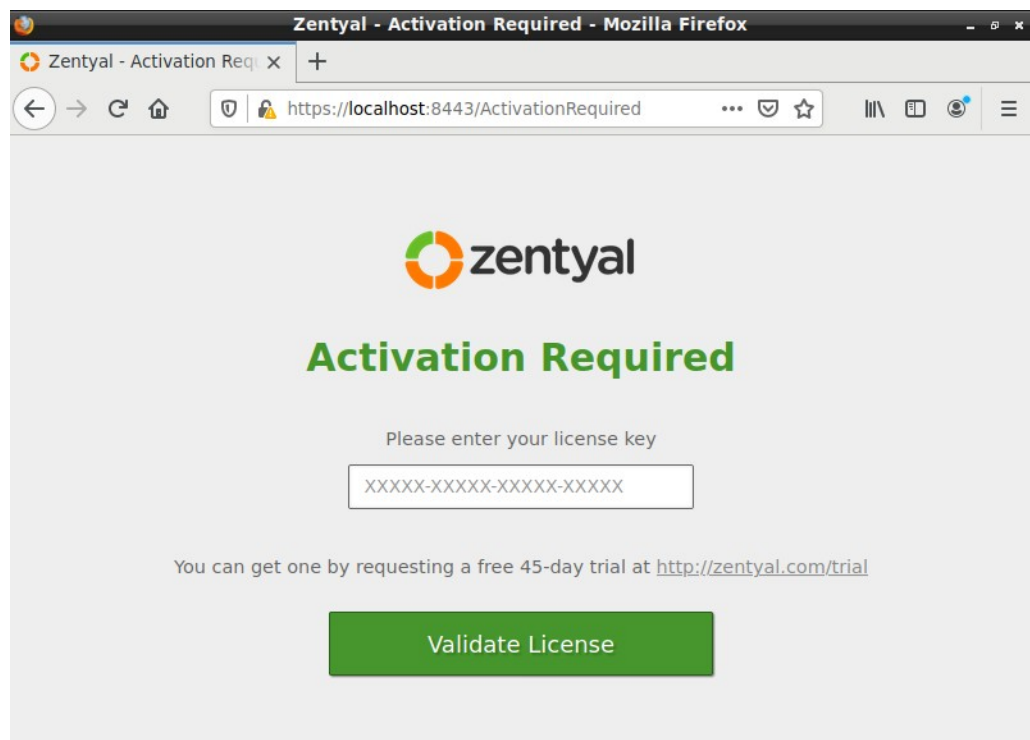 Zentyal - Activation Required - Mozilla Firefox
Zentyal - Activation Req
https://localhost:8443/ActivationRequired
zentyal
Activation Required
Please enter your license key
XXXXX-XXXXX-XXXXX-XXXXX
You can get one by requesting a free 45-day trial at http://zentyal.com/trial
Validate License